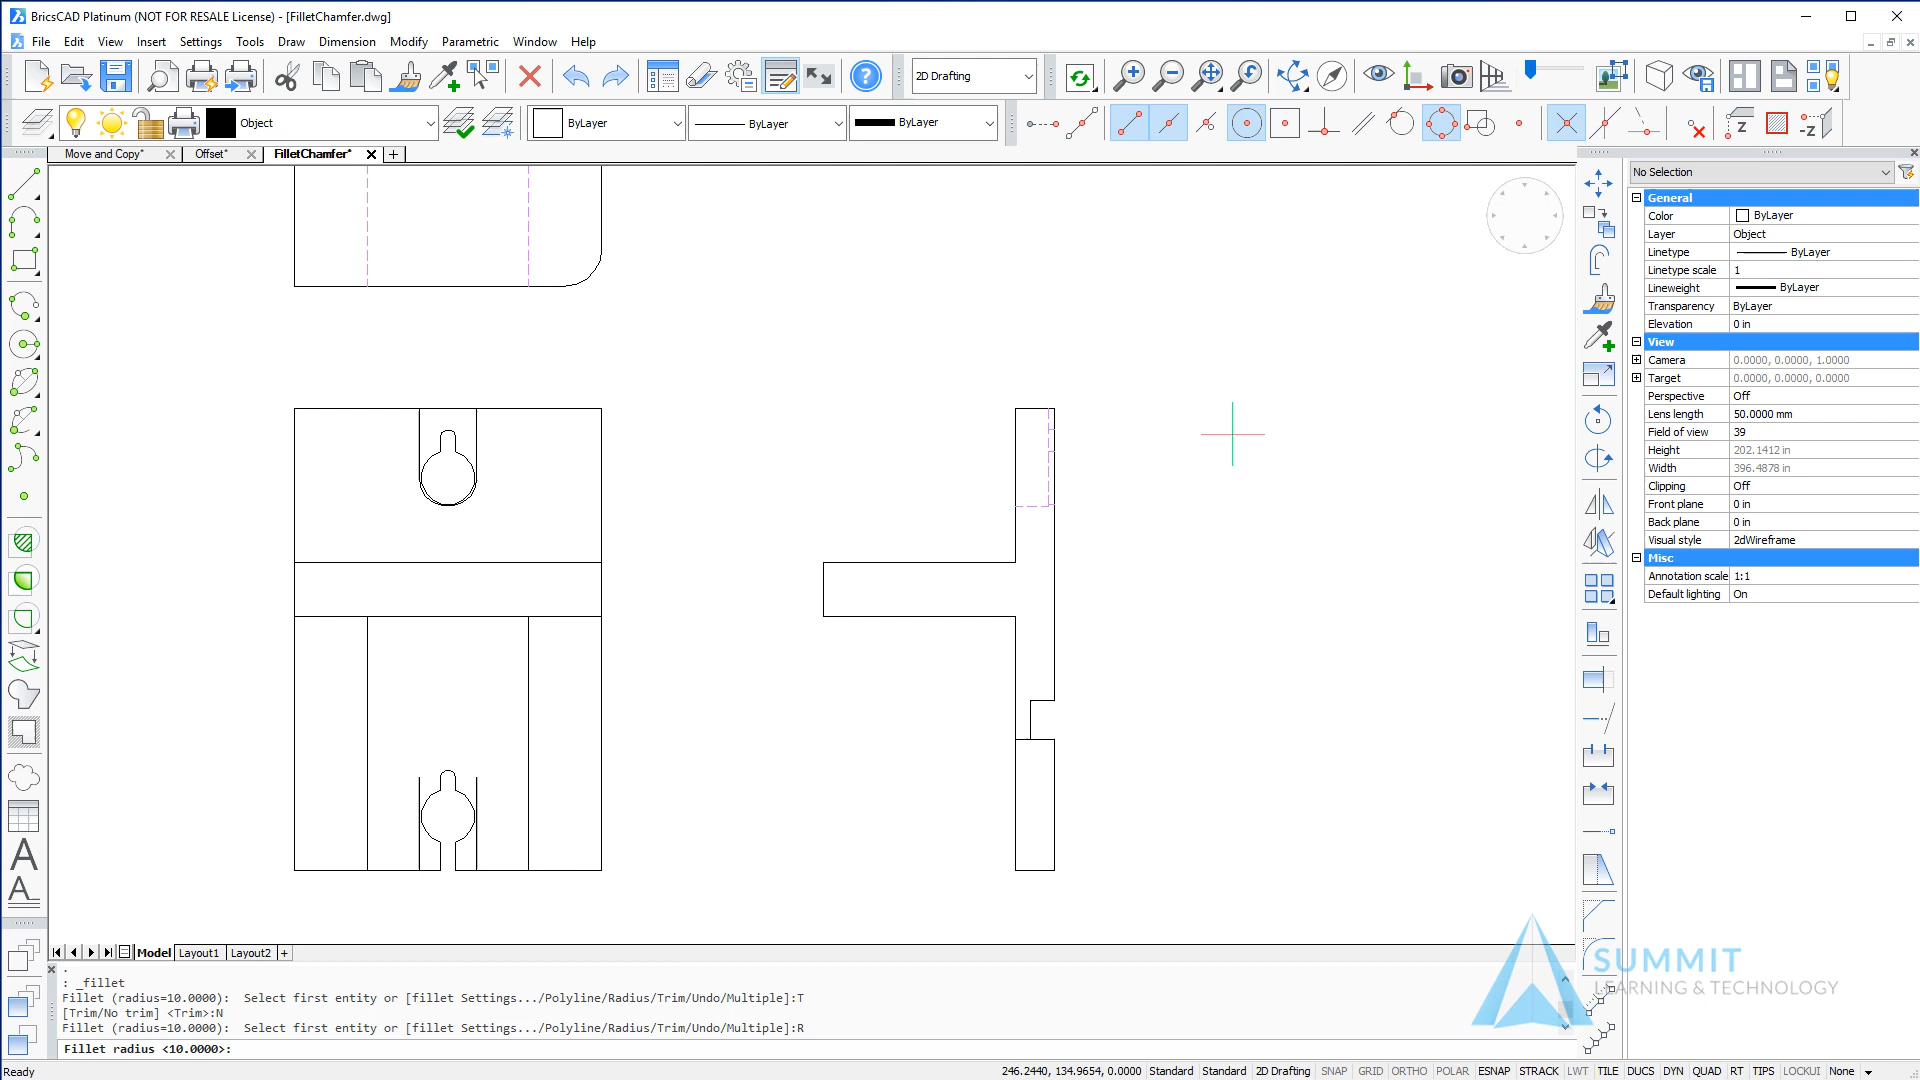 BricsCAD Platinum (NOT FOR RESALE License) - [FilletChamfer.dwg]
File Edit View Insert Settings Tools Draw Dimension Modify Parametric Window Help
2D Drafting
Object ByLayer ByLayer ByLayer
Move and Copy* Offset* FilletChamfer*
No Selection
General
Color ByLayer
Layer Object
Linetype ByLayer
Linetype scale 1
Lineweight ByLayer
Transparency ByLayer
Elevation 0 in
View
Camera 0.0000, 0.0000, 1.0000
Target 0.0000, 0.0000, 0.0000
Perspective Off
Lens length 50.0000 mm
Field of view 39
Height 202.1412 in
Width 396.4878 in
Clipping Off
Front plane 0 in
Back plane 0 in
Visual style 2dWireframe
Misc
Annotation scale 1:1
Default lighting On
Model Layout1 Layout2 +
:
: _fillet
Fillet (radius=10.0000): Select first entity or [fillet Settings.../Polyline/Radius/Trim/Undo/Multiple]:T
[Trim/No trim] <Trim>:N
Fillet (radius=10.0000): Select first entity or [fillet Settings.../Polyline/Radius/Trim/Undo/Multiple]:R
Fillet radius <10.0000>:
SUMMIT
LEARNING & TECHNOLOGY
Ready 246.2440, 134.9654, 0.0000 Standard Standard 2D Drafting SNAP GRID ORTHO POLAR ESNAP STRACK LWT TILE DUCS DYN QUAD RT TIPS LOCKUI None